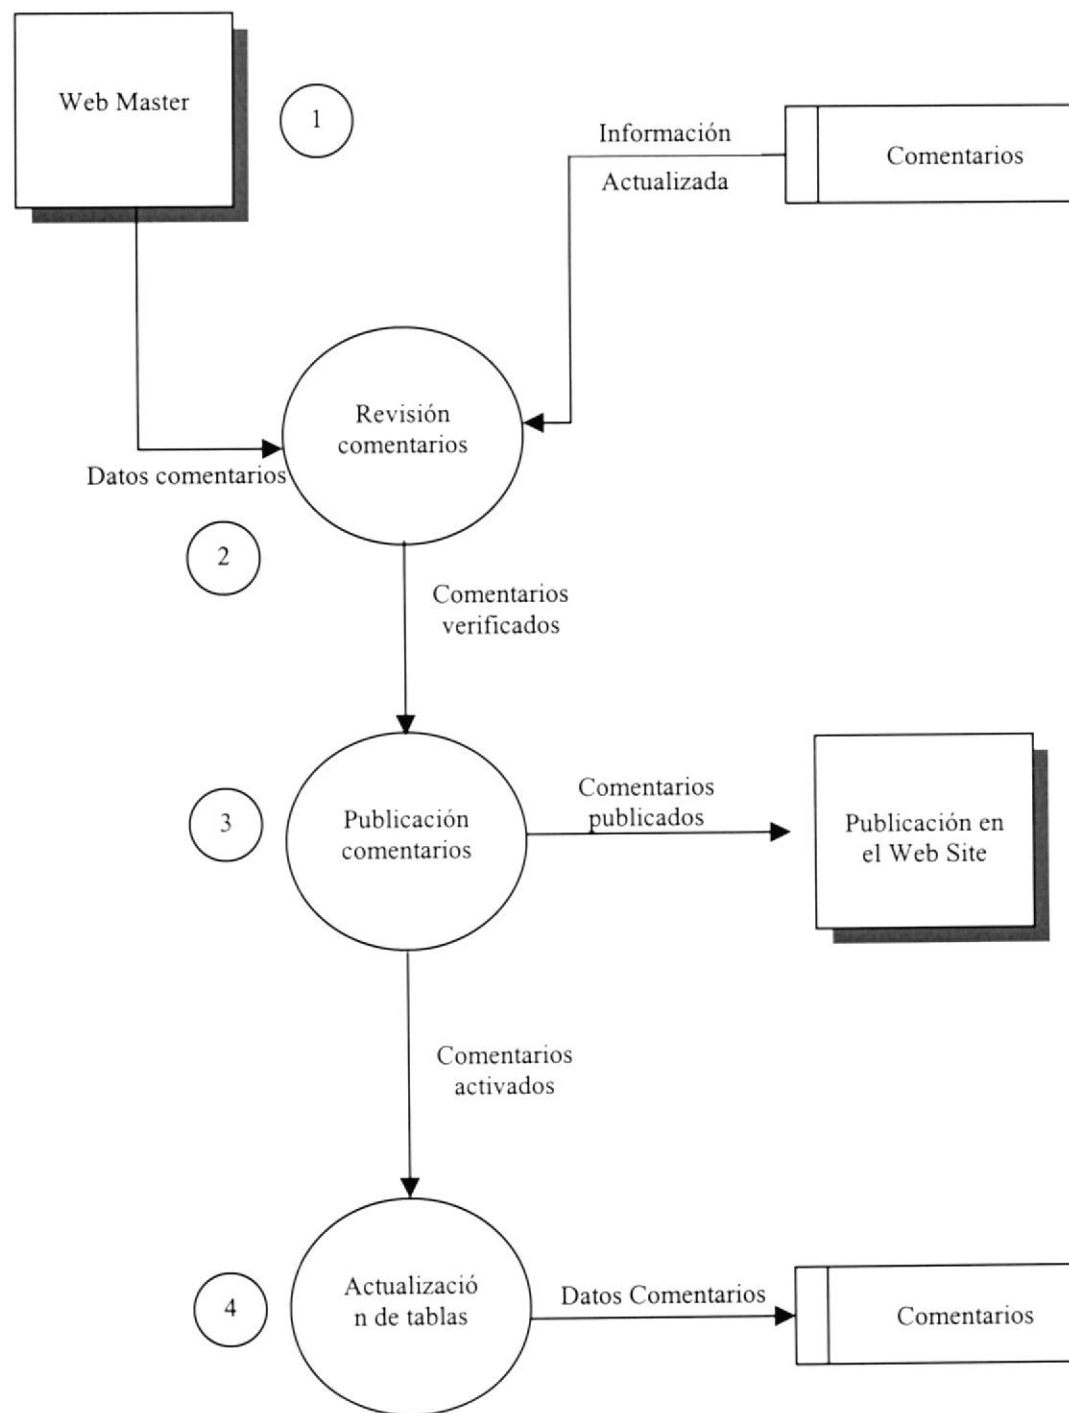 Web Master
1
Información
Actualizada
Comentarios
Revisión
comentarios
Datos comentarios
2
Comentarios
verificados
3
Publicación
comentarios
Comentarios
publicados
Publicación en
el Web Site
Comentarios
activados
4
Actualizació
n de tablas
Datos Comentarios
Comentarios